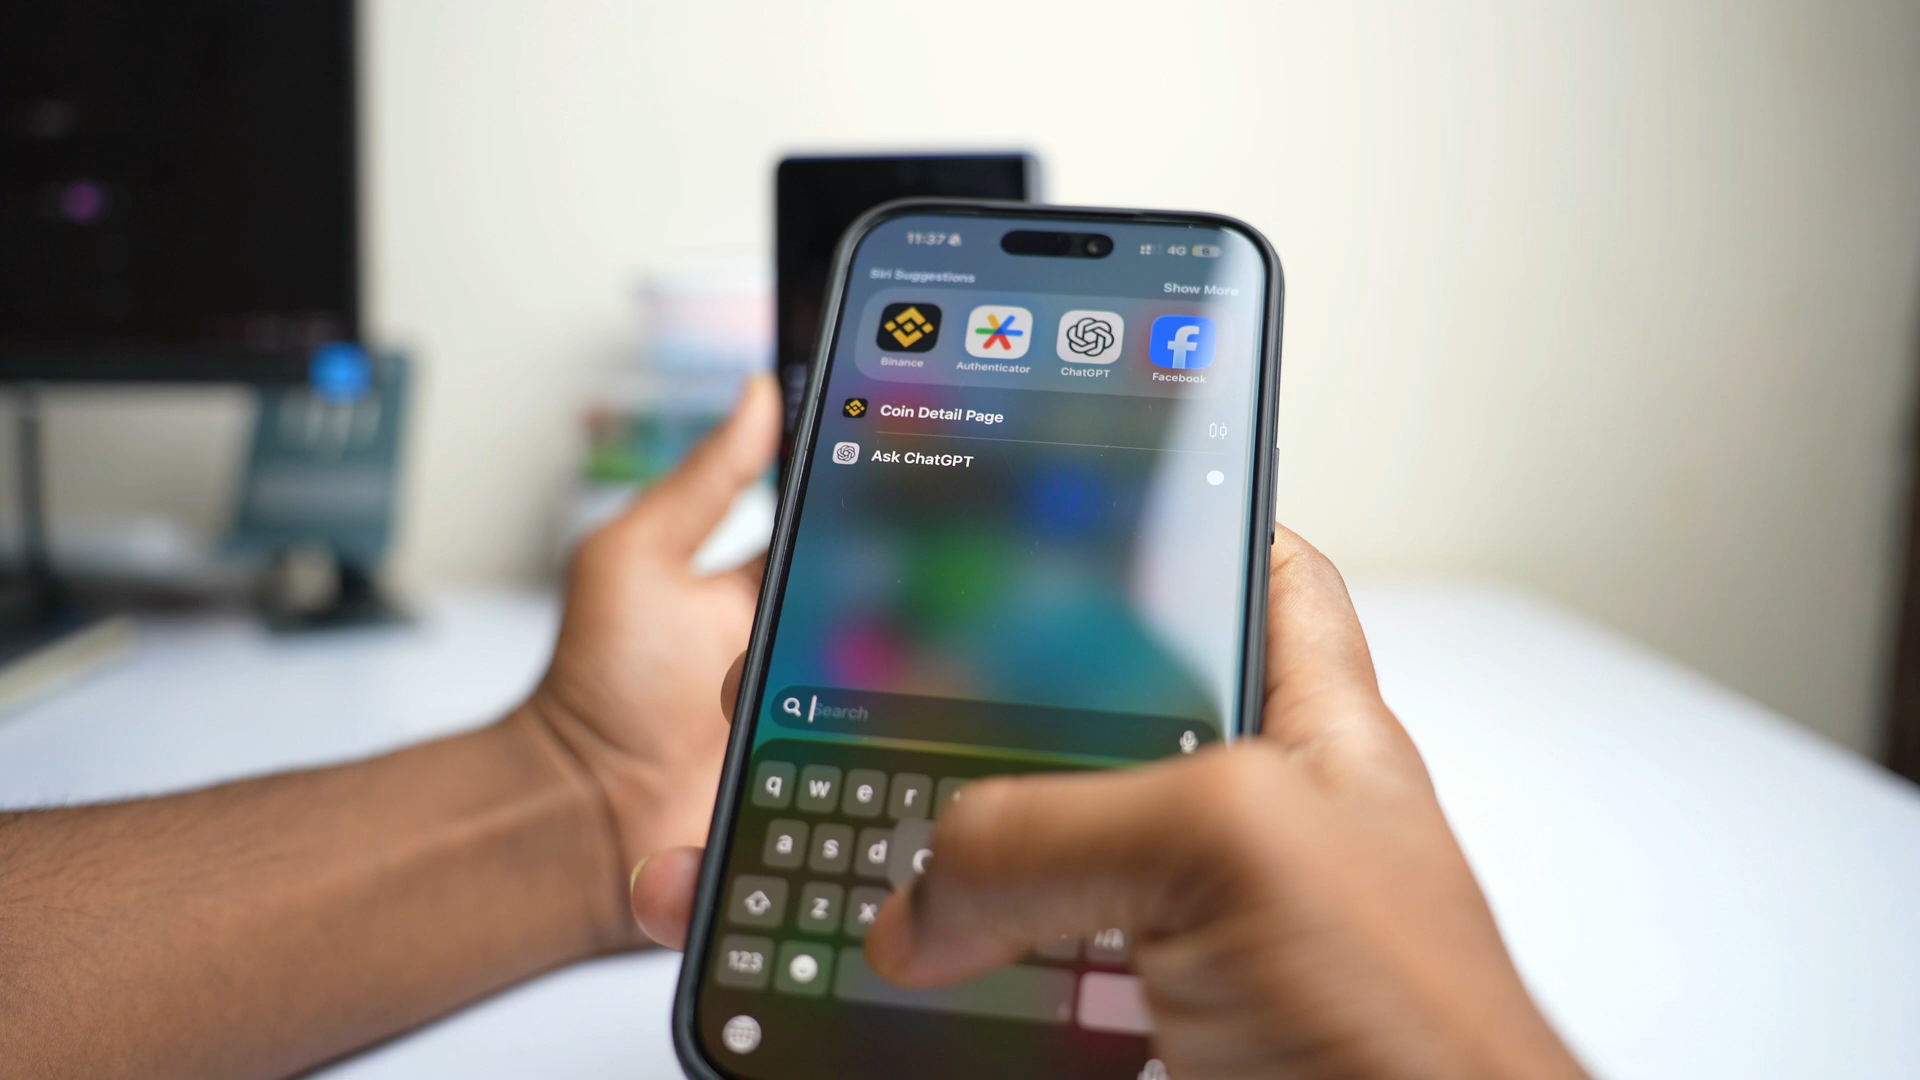 11:37
4G
Siri Suggestions
Show More
Binance
Authenticator
ChatGPT
Facebook
Coin Detail Page
Ask ChatGPT
Search
q w e r
a s d
z x
123